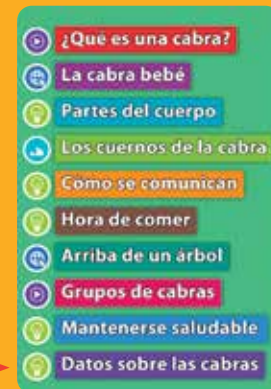 ¿Qué es una cabra?
La cabra bebé
Partes del cuerpo
Los cuernos de la cabra
Cómo se comunican
Hora de comer
Arriba de un árbol
Grupos de cabras
Mantenerse saludable
Datos sobre las cabras